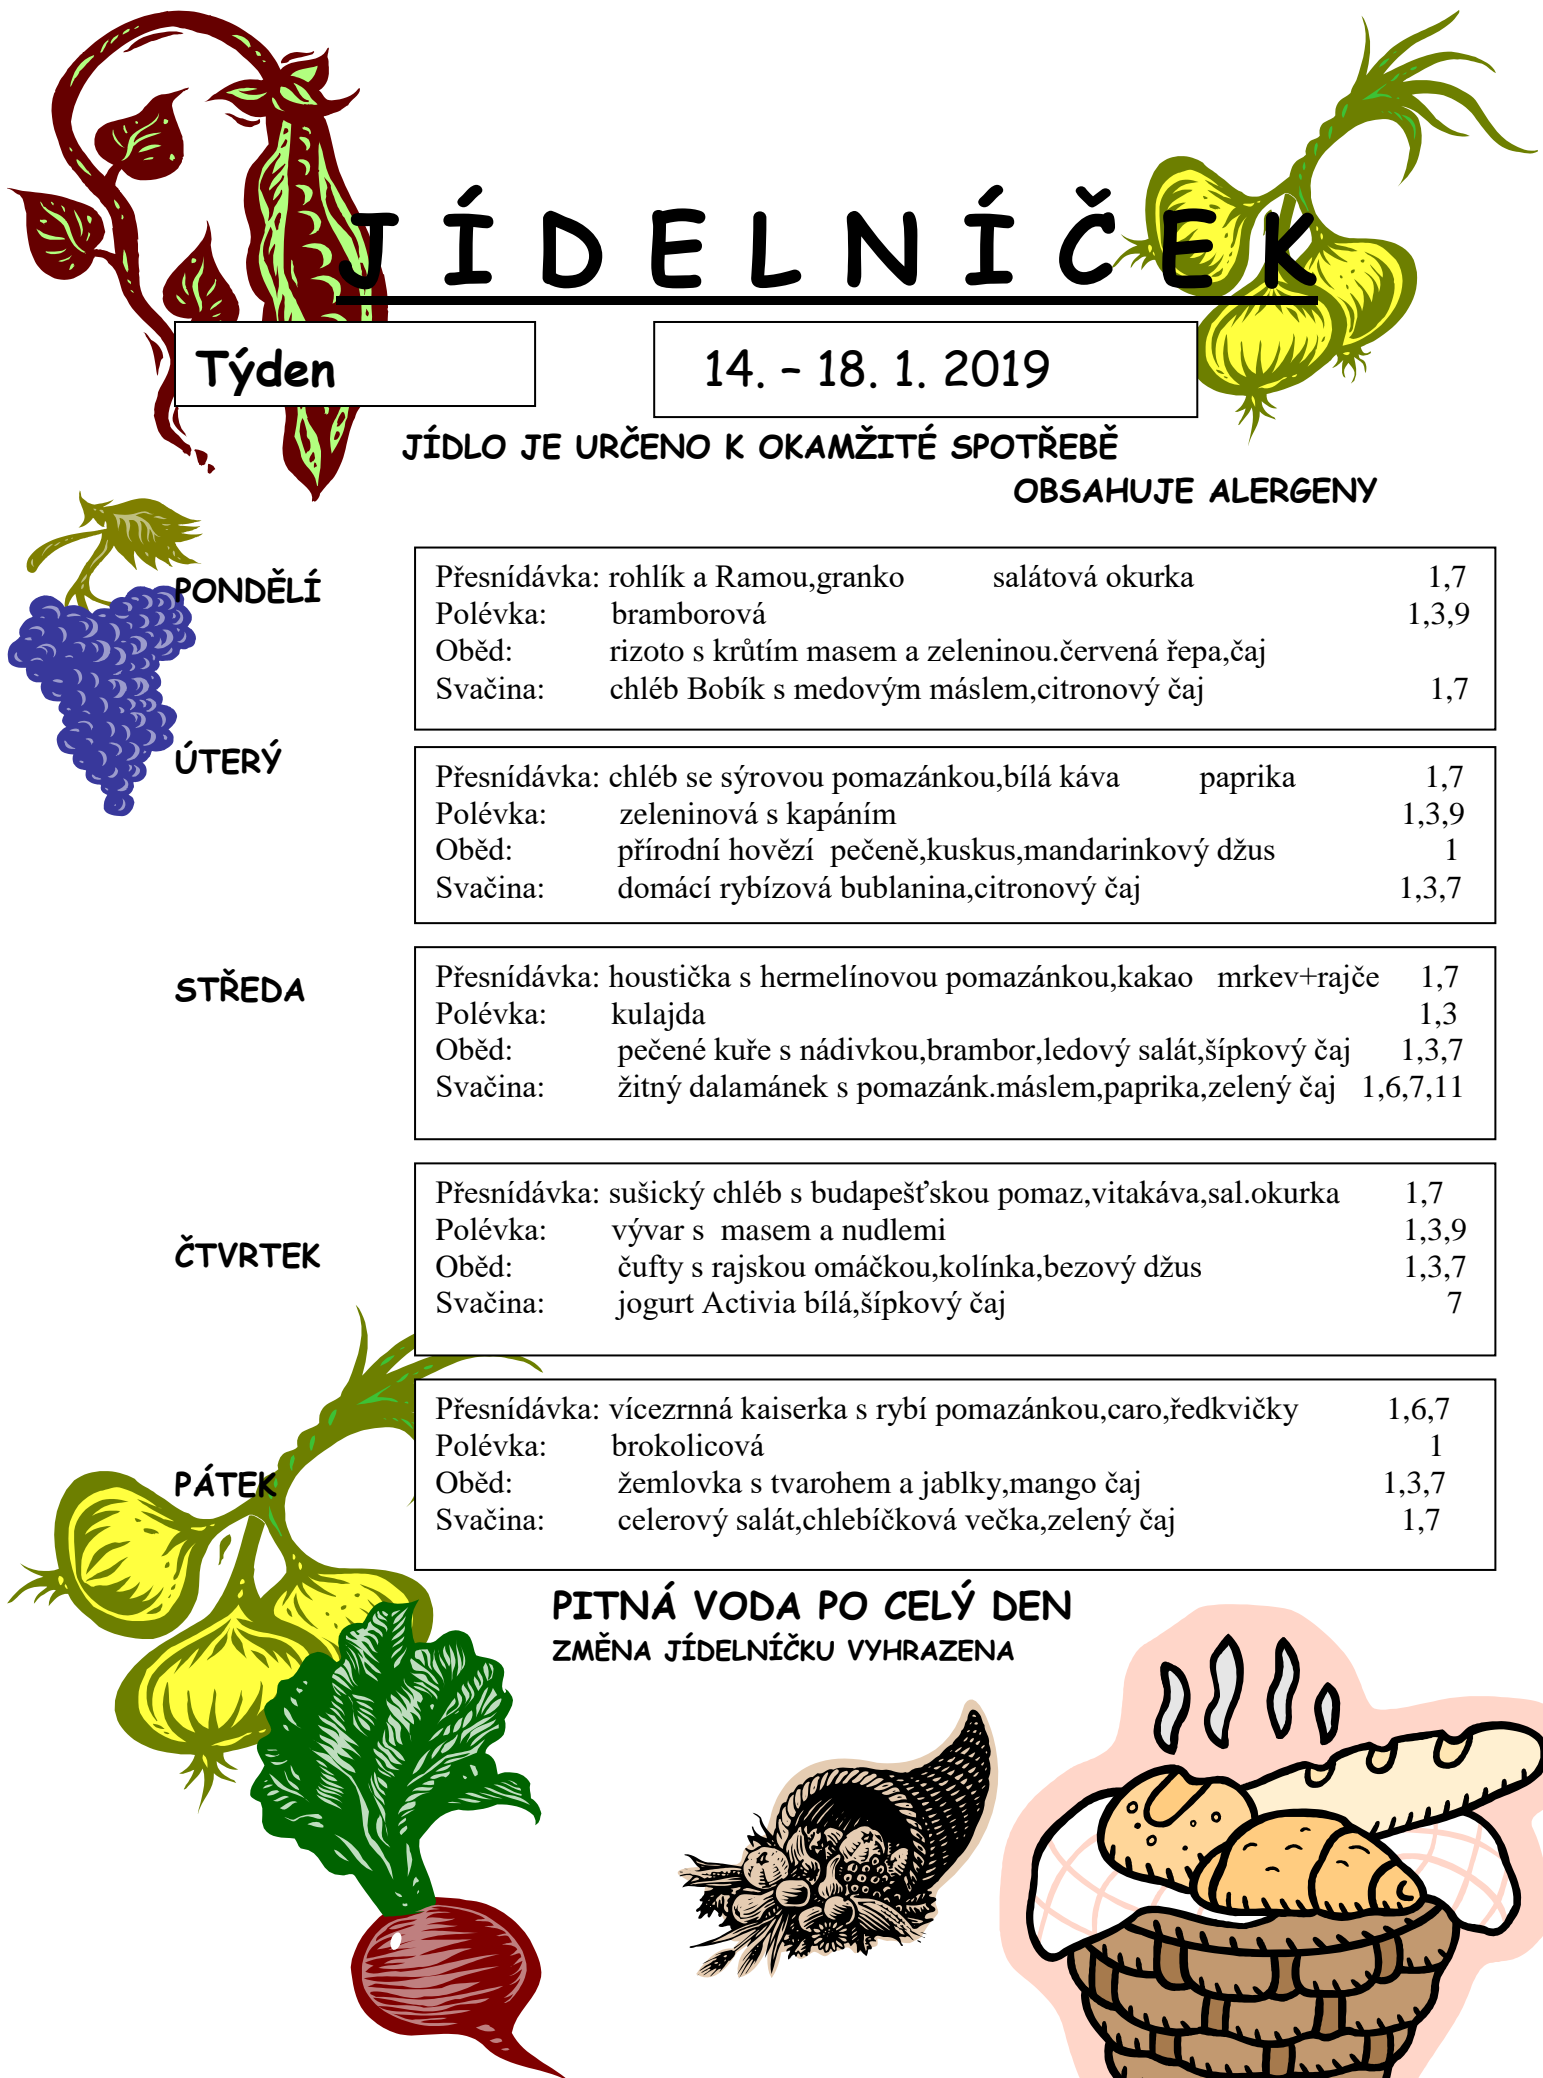 JÍDELNÍČEK
Týden
14. – 18. 1. 2019
JÍDLO JE URČENO K OKAMŽITÉ SPOTŘEBĚ
OBSAHUJE ALERGENY
PONDĚLÍ
Přesnídávka: rohlík a Ramou,granko salátová okurka 1,7
Polévka: bramborová 1,3,9
Oběd: rizoto s krůtím masem a zeleninou.červená řepa,čaj
Svačina: chléb Bobík s medovým máslem,citronový čaj 1,7
ÚTERÝ
Přesnídávka: chléb se sýrovou pomazánkou,bílá káva paprika 1,7
Polévka: zeleninová s kapáním 1,3,9
Oběd: přírodní hovězí pečeně,kuskus,mandarinkový džus 1
Svačina: domácí rybízová bublanina,citronový čaj 1,3,7
STŘEDA
Přesnídávka: houstička s hermelínovou pomazánkou,kakao mrkev+rajče 1,7
Polévka: kulajda 1,3
Oběd: pečené kuře s nádivkou,brambor,ledový salát,šípkový čaj 1,3,7
Svačina: žitný dalamánek s pomazánk.máslem,paprika,zelený čaj 1,6,7,11
ČTVRTEK
Přesnídávka: sušický chléb s budapešťskou pomaz,vitakáva,sal.okurka 1,7
Polévka: vývar s masem a nudlemi 1,3,9
Oběd: čufty s rajskou omáčkou,kolínka,bezový džus 1,3,7
Svačina: jogurt Activia bílá,šípkový čaj 7
PÁTEK
Přesnídávka: vícezrnná kaiserka s rybí pomazánkou,caro,ředkvičky 1,6,7
Polévka: brokolicová 1
Oběd: žemlovka s tvarohem a jablky,mango čaj 1,3,7
Svačina: celerový salát,chlebíčková večka,zelený čaj 1,7
PITNÁ VODA PO CELÝ DEN
ZMĚNA JÍDELNÍČKU VYHRAZENA